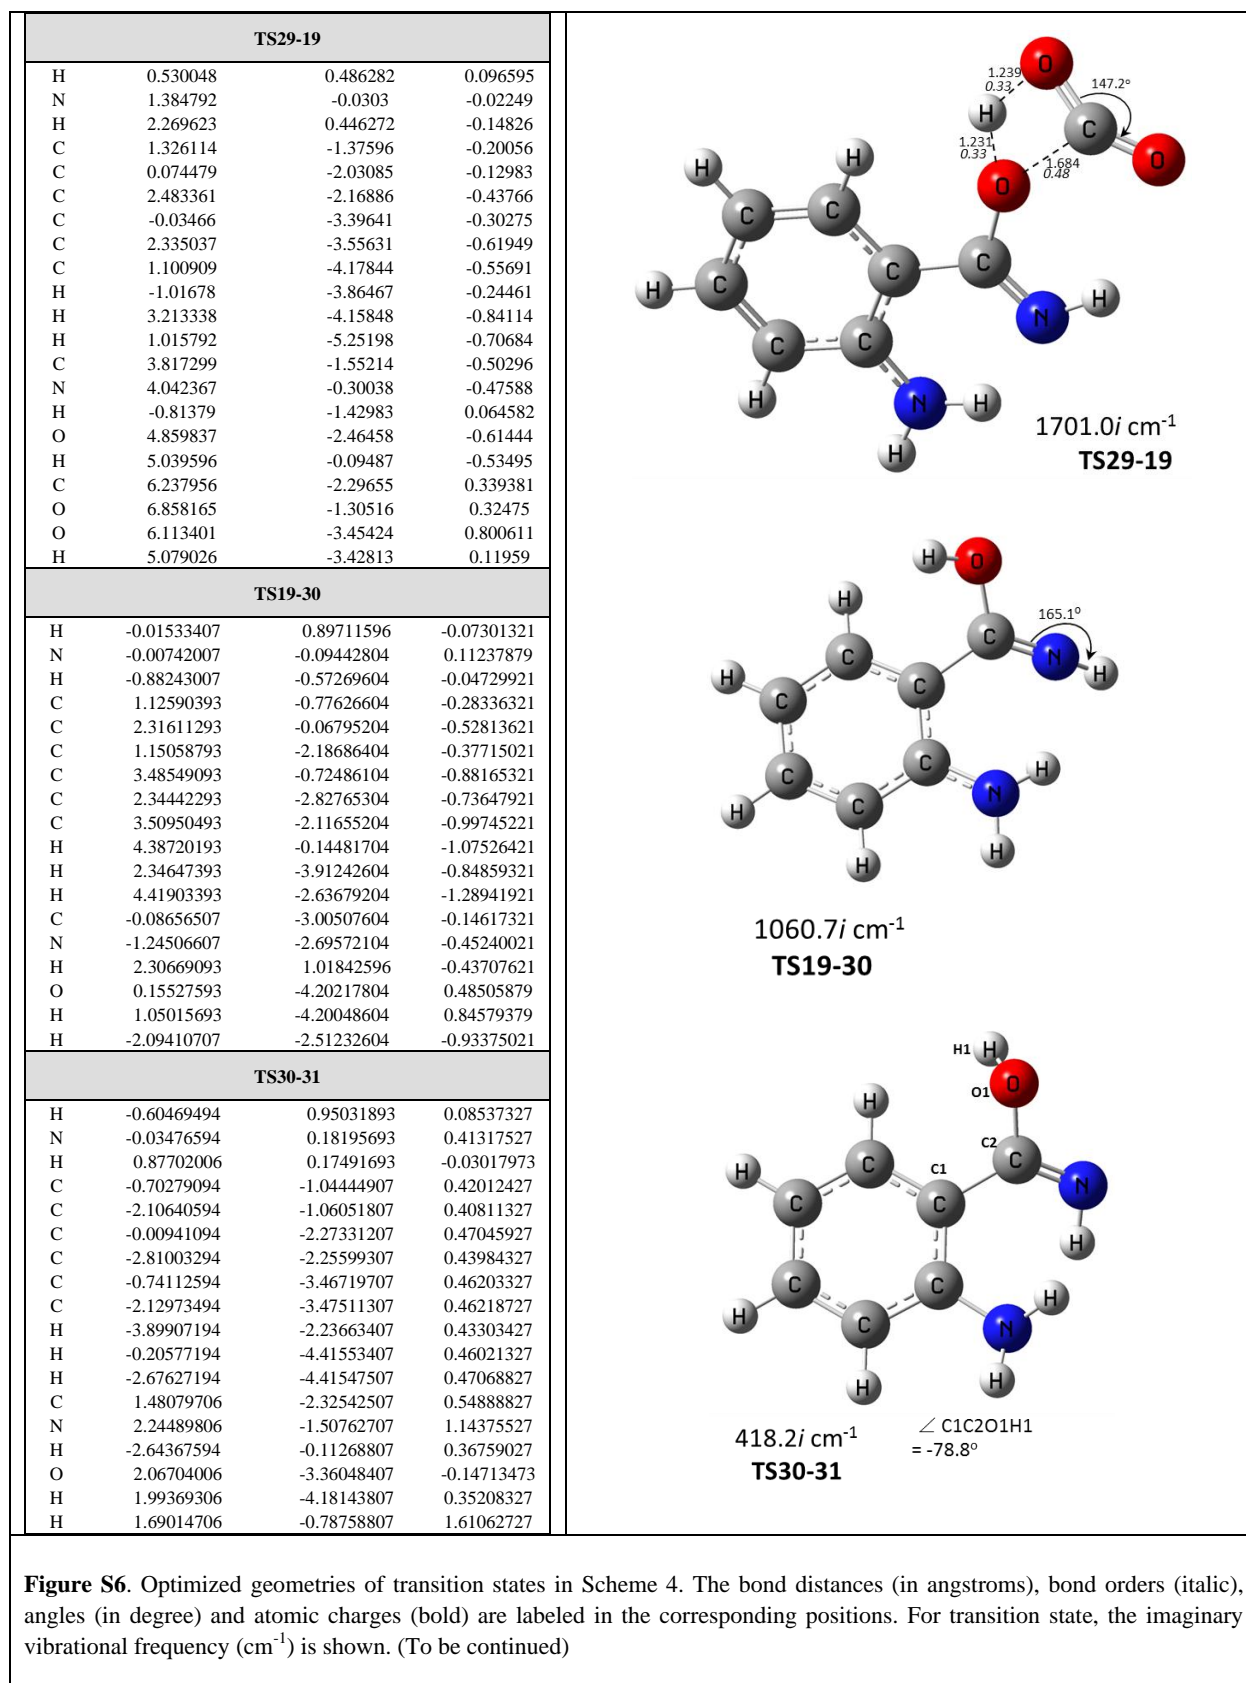 TS29-19
H 0.530048 0.486282 0.096595
N 1.384792 -0.0303 -0.02249
H 2.269623 0.446272 -0.14826
C 1.326114 -1.37596 -0.20056
C 0.074479 -2.03085 -0.12983
C 2.483361 -2.16886 -0.43766
C -0.03466 -3.39641 -0.30275
C 2.335037 -3.55631 -0.61949
C 1.100909 -4.17844 -0.55691
H -1.01678 -3.86467 -0.24461
H 3.213338 -4.15848 -0.84114
H 1.015792 -5.25198 -0.70684
C 3.817299 -1.55214 -0.50296
N 4.042367 -0.30038 -0.47588
H -0.81379 -1.42983 0.064582
O 4.859837 -2.46458 -0.61444
H 5.039596 -0.09487 -0.53495
C 6.237956 -2.29655 0.339381
O 6.858165 -1.30516 0.32475
O 6.113401 -3.45424 0.800611
H 5.079026 -3.42813 0.11959
TS19-30
H -0.01533407 0.89711596 -0.07301321
N -0.00742007 -0.09442804 0.11237879
H -0.88243007 -0.57269604 -0.04729921
C 1.12590393 -0.77626604 -0.28336321
C 2.31611293 -0.06795204 -0.52813621
C 1.15058793 -2.18686404 -0.37715021
C 3.48549093 -0.72486104 -0.88165321
C 2.34442293 -2.82765304 -0.73647921
C 3.50950493 -2.11655204 -0.99745221
H 4.38720193 -0.14481704 -1.07526421
H 2.34647393 -3.91242604 -0.84859321
H 4.41903393 -2.63679204 -1.28941921
C -0.08656507 -3.00507604 -0.14617321
N -1.24506607 -2.69572104 -0.45240021
H 2.30669093 1.01842596 -0.43707621
O 0.15527593 -4.20217804 0.48505879
H 1.05015693 -4.20048604 0.84579379
H -2.09410707 -2.51232604 -0.93375021
TS30-31
H -0.60469494 0.95031893 0.08537327
N -0.03476594 0.18195693 0.41317527
H 0.87702006 0.17491693 -0.03017973
C -0.70279094 -1.04444907 0.42012427
C -2.10640594 -1.06051807 0.40811327
C -0.00941094 -2.27331207 0.47045927
C -2.81003294 -2.25599307 0.43984327
C -0.74112594 -3.46719707 0.46203327
C -2.12973494 -3.47511307 0.46218727
H -3.89907194 -2.23663407 0.43303427
H -0.20577194 -4.41553407 0.46021327
H -2.67627194 -4.41547507 0.47068827
C 1.48079706 -2.32542507 0.54888827
N 2.24489806 -1.50762707 1.14375527
H -2.64367594 -0.11268807 0.36759027
O 2.06704006 -3.36048407 -0.14713473
H 1.99369306 -4.18143807 0.35208327
H 1.69014706 -0.78758807 1.61062727
O
1.239
0.33
147.2º
H
C
1.231
0.33
1.684
0.48
O
O
H
H
C
C
C
C
H
C
H
N
C
C
H
N
H
H
1701.0i cm-1
TS29-19
H
O
H
165.1º
C
N
H
C
H
C
C
C
H
N
C
C
H
H
H
1060.7i cm-1
TS19-30
H1
H
O1
O
H
C2
C
C1
N
H
C
C
C
H
C
C
H
N
H
C
H
H
418.2i cm-1
TS30-31
∠ C1C2O1H1
= -78.8º
Figure S6. Optimized geometries of transition states in Scheme 4. The bond distances (in angstroms), bond orders (italic),
angles (in degree) and atomic charges (bold) are labeled in the corresponding positions. For transition state, the imaginary
vibrational frequency (cm-1) is shown. (To be continued)